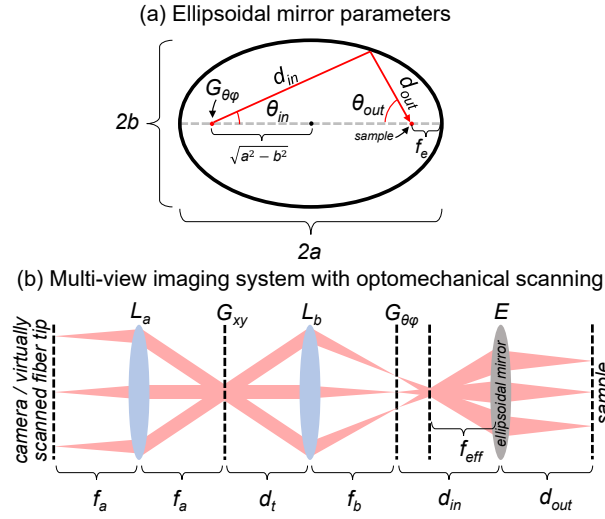 (a) Ellipsoidal mirror parameters
2b
G_θφ
d_in
θ_in
d_out
θ_out
sample
f_e
√a² − b²
2a
(b) Multi-view imaging system with optomechanical scanning
L_a
G_xy
L_b
G_θφ
E
camera / virtually
scanned fiber tip
ellipsoidal mirror
sample
f_eff
f_a
f_a
d_t
f_b
d_in
d_out